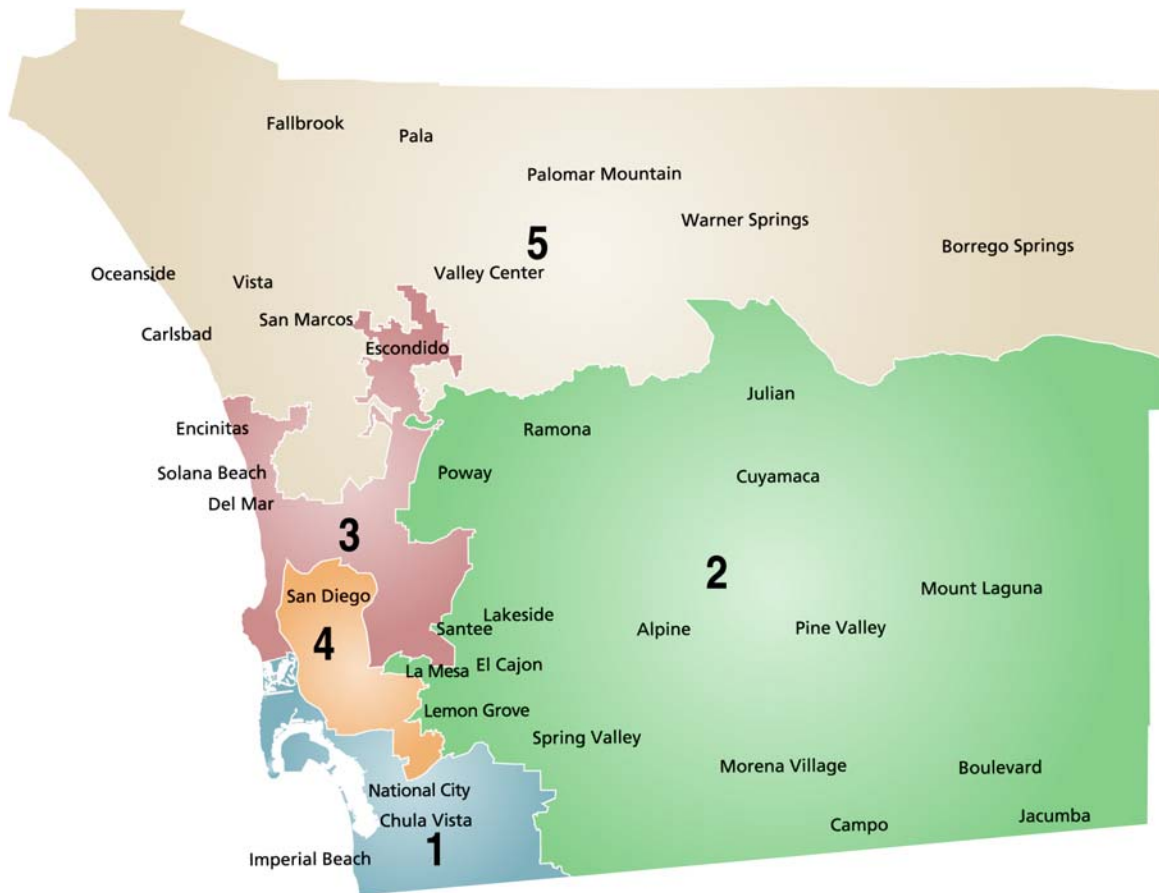 Fallbrook
Pala
Palomar Mountain
Warner Springs
5
Borrego Springs
Oceanside
Vista
Valley Center
San Marcos
Carlsbad
Escondido
Julian
Encinitas
Ramona
Solana Beach
Poway
Cuyamaca
Del Mar
3
2
San Diego
Mount Laguna
Lakeside
Santee
Alpine
Pine Valley
4
La Mesa
El Cajon
Lemon Grove
Spring Valley
Morena Village
Boulevard
National City
Chula Vista
Campo
Jacumba
1
Imperial Beach